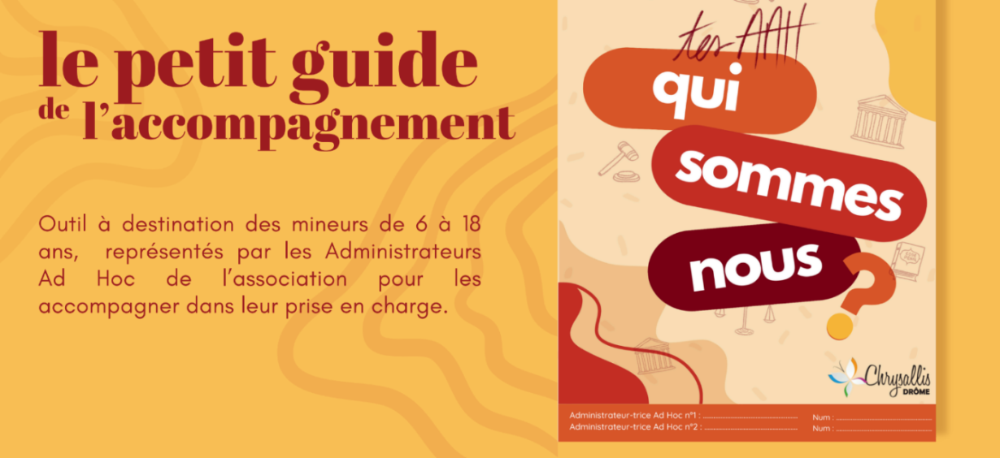 le petit guide
de l'accompagnement
Outil à destination des mineurs de 6 à 18
ans, représentés par les Administrateurs
Ad Hoc de l'association pour les
accompagner dans leur prise en charge.
tes AAH
qui
sommes
nous
?
Chrysallis
DRÔME
Administrateur-trice Ad Hoc n°1 : ........................................ Num : ........................................
Administrateur-trice Ad Hoc n°2 : ........................................ Num : ........................................